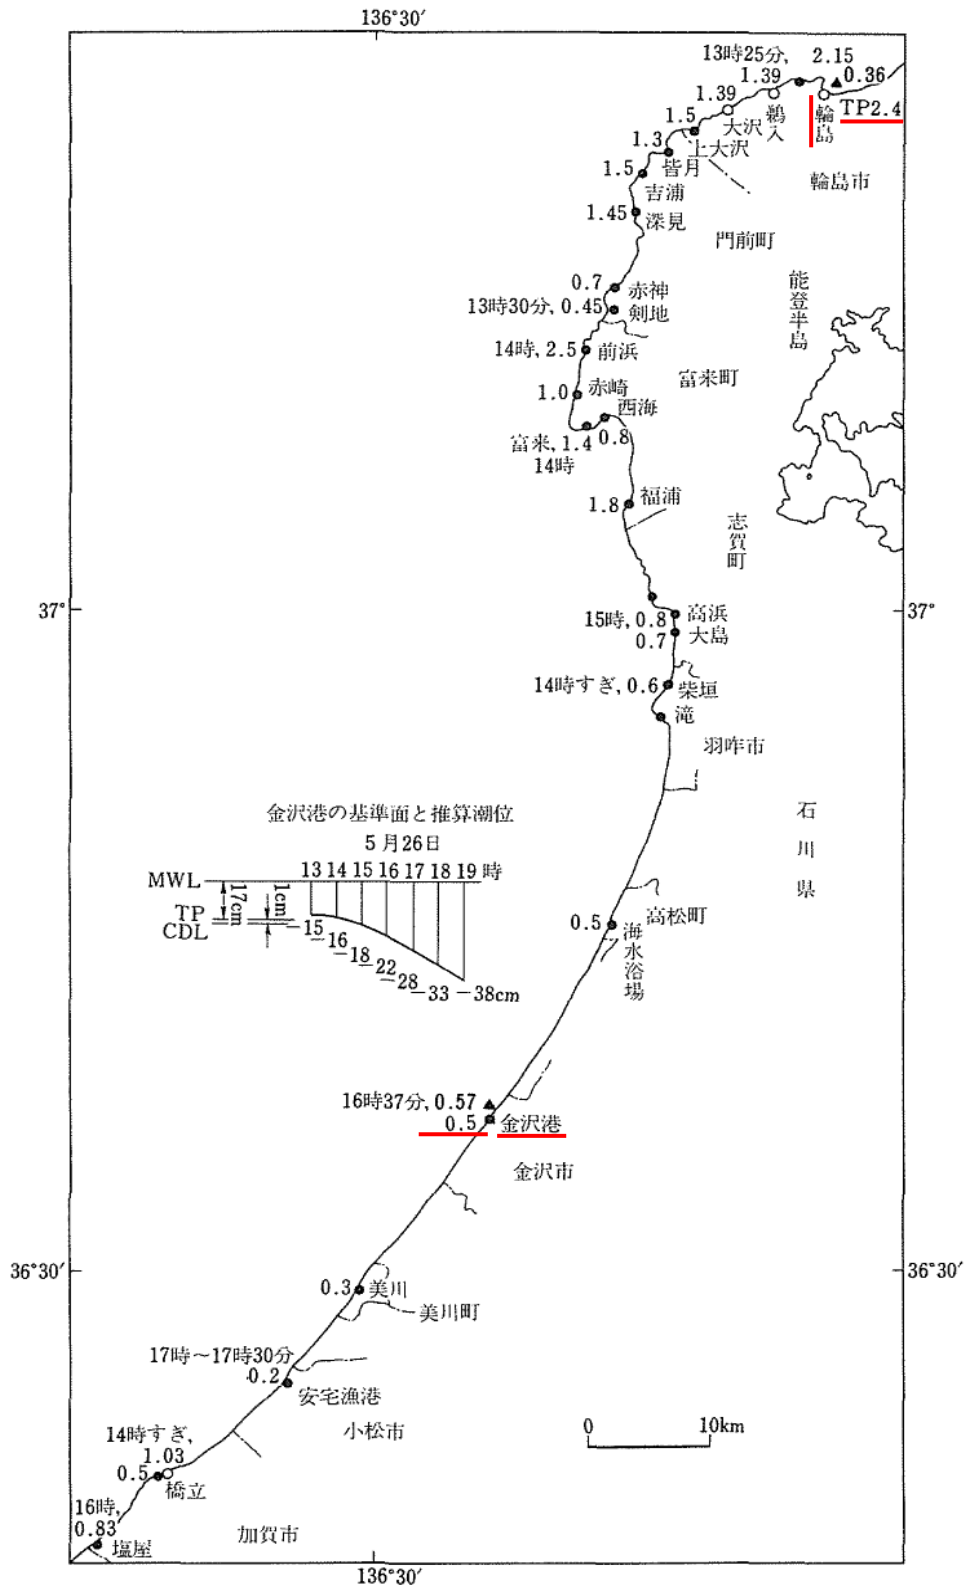 136°30′
13時25分, 2.15
0.36
1.39
1.39
TP2.4
輪島
鵜入
大沢
1.5
上大沢
1.3
皆月
輪島市
1.5
吉浦
1.45
深見
門前町
能登半島
0.7
赤神
13時30分, 0.45
剣地
14時, 2.5
前浜
富来町
1.0
赤崎
西海
0.8
富来, 1.4
14時
1.8
福浦
志賀町
37°
37°
15時, 0.8
高浜
0.7
大島
14時すぎ, 0.6
柴垣
滝
羽咋市
石川県
金沢港の基準面と推算潮位
5月26日
13 14 15 16 17 18 19 時
MWL
17cm
1cm
TP
CDL
−15
−16
−18
−22
−28
−33
−38cm
高松町
0.5
海水浴場
16時37分, 0.57
0.5
金沢港
金沢市
36°30′
36°30′
0.3
美川
美川町
17時～17時30分
0.2
安宅漁港
小松市
0 10km
14時すぎ,
1.03
0.5
橋立
16時,
0.83
塩屋
加賀市
136°30′